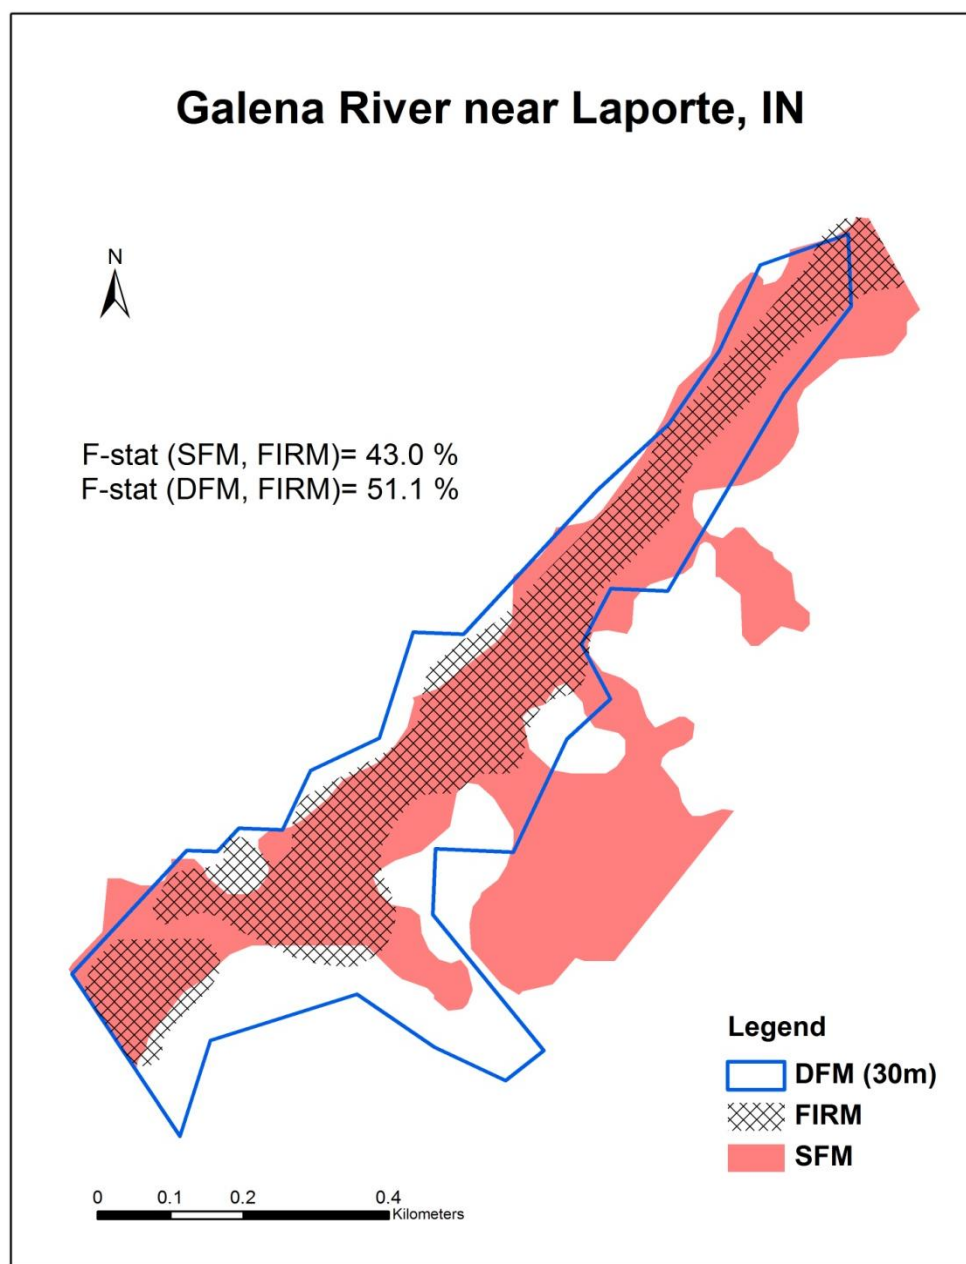 Galena River near Laporte, IN
N
F-stat (SFM, FIRM)= 43.0 %
F-stat (DFM, FIRM)= 51.1 %
Legend
DFM (30m)
FIRM
SFM
0 0.1 0.2 0.4
Kilometers